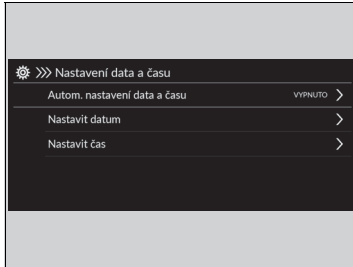 Nastavení data a času
Autom. nastavení data a času VYPNUTO
Nastavit datum
Nastavit čas